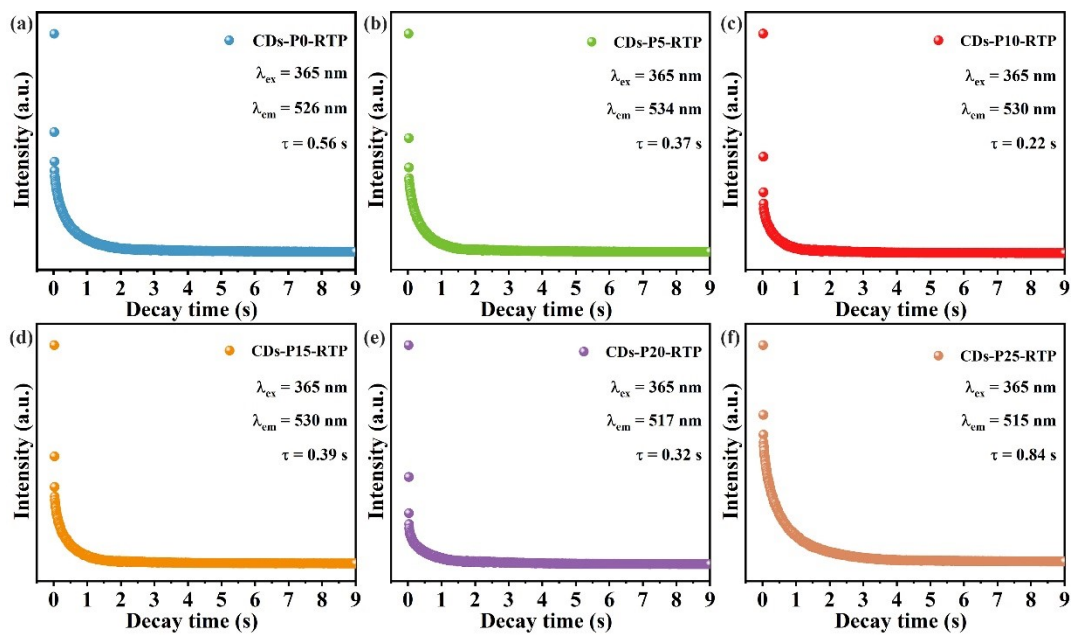 (a)
CDs-P0-RTP
λex = 365 nm
λem = 526 nm
τ = 0.56 s
Intensity (a.u.)
0 1 2 3 4 5 6 7 8 9
Decay time (s)
(b)
CDs-P5-RTP
λex = 365 nm
λem = 534 nm
τ = 0.37 s
Intensity (a.u.)
0 1 2 3 4 5 6 7 8 9
Decay time (s)
(c)
CDs-P10-RTP
λex = 365 nm
λem = 530 nm
τ = 0.22 s
Intensity (a.u.)
0 1 2 3 4 5 6 7 8 9
Decay time (s)
(d)
CDs-P15-RTP
λex = 365 nm
λem = 530 nm
τ = 0.39 s
Intensity (a.u.)
0 1 2 3 4 5 6 7 8 9
Decay time (s)
(e)
CDs-P20-RTP
λex = 365 nm
λem = 517 nm
τ = 0.32 s
Intensity (a.u.)
0 1 2 3 4 5 6 7 8 9
Decay time (s)
(f)
CDs-P25-RTP
λex = 365 nm
λem = 515 nm
τ = 0.84 s
Intensity (a.u.)
0 1 2 3 4 5 6 7 8 9
Decay time (s)